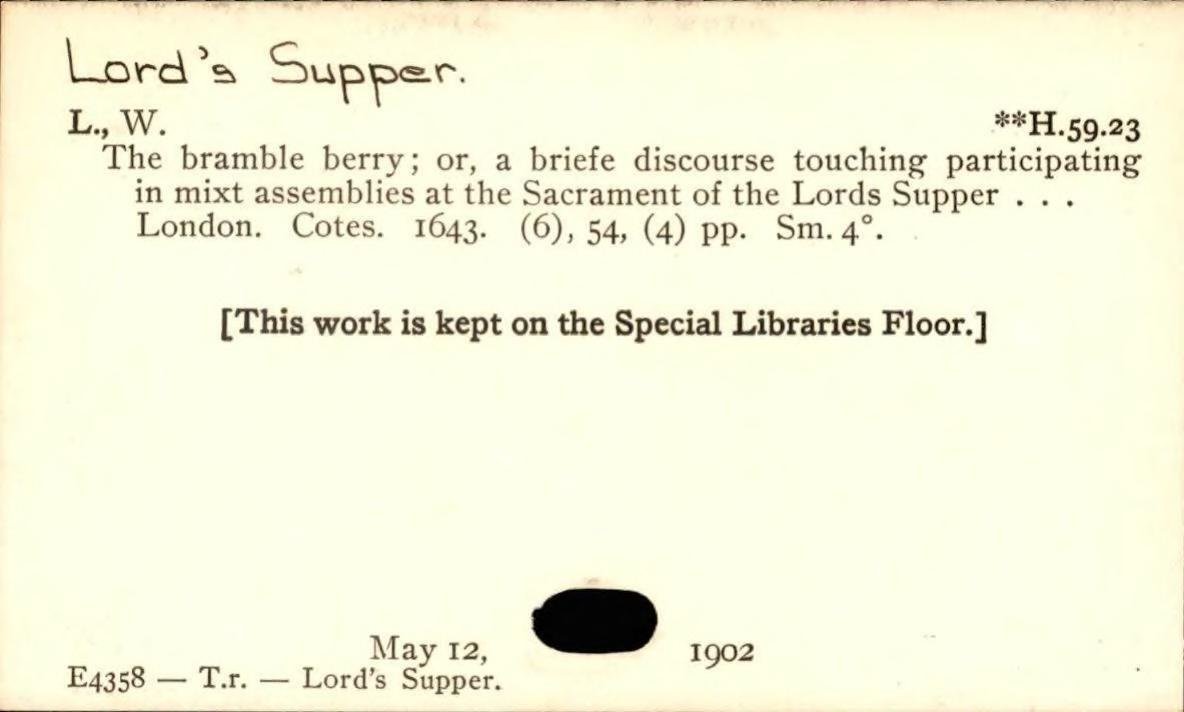 Lord's Supper.
L., W. **H.59.23
The bramble berry; or, a briefe discourse touching participating
in mixt assemblies at the Sacrament of the Lords Supper . . .
London. Cotes. 1643. (6), 54, (4) pp. Sm. 4°.
[This work is kept on the Special Libraries Floor.]
May 12, 1902
E4358 — T.r. — Lord's Supper.